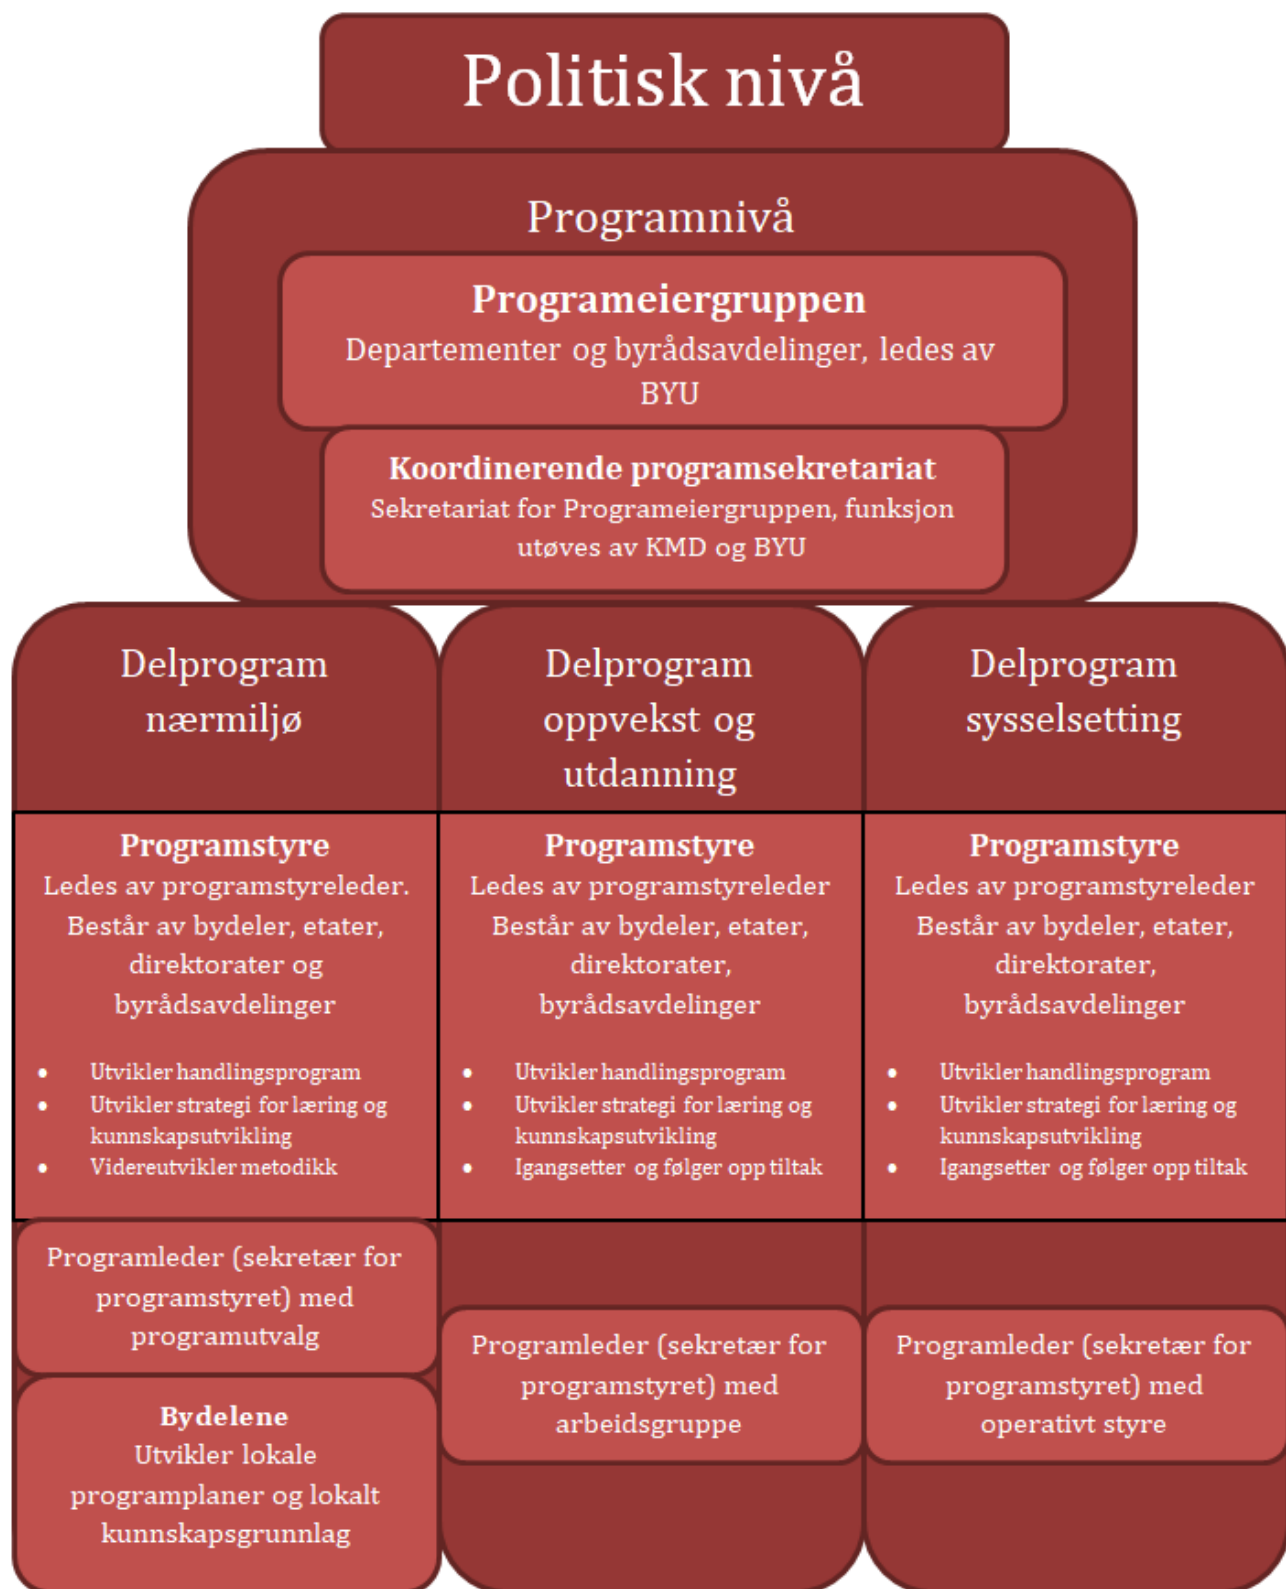 Politisk nivå
Programnivå
Programeiergruppen
Departementer og byrådsavdelinger, ledes av
BYU
Koordinerende programsekretariat
Sekretariat for Programeiergruppen, funksjon
utøves av KMD og BYU
Delprogram
nærmiljø
Programstyre
Ledes av programstyreleder.
Består av bydeler, etater,
direktorater og
byrådsavdelinger
• Utvikler handlingsprogram
• Utvikler strategi for læring og
kunnskapsutvikling
• Videreutvikler metodikk
Programleder (sekretær for
programstyret) med
programutvalg
Bydelene
Utvikler lokale
programplaner og lokalt
kunnskapsgrunnlag
Delprogram
oppvekst og
utdanning
Programstyre
Ledes av programstyreleder
Består av bydeler, etater,
direktorater,
byrådsavdelinger
• Utvikler handlingsprogram
• Utvikler strategi for læring og
kunnskapsutvikling
• Igangsetter og følger opp tiltak
Programleder (sekretær for
programstyret) med
arbeidsgruppe
Delprogram
sysselsetting
Programstyre
Ledes av programstyreleder
Består av bydeler, etater,
direktorater,
byrådsavdelinger
• Utvikler handlingsprogram
• Utvikler strategi for læring og
kunnskapsutvikling
• Igangsetter og følger opp tiltak
Programleder (sekretær for
programstyret) med
operativt styre